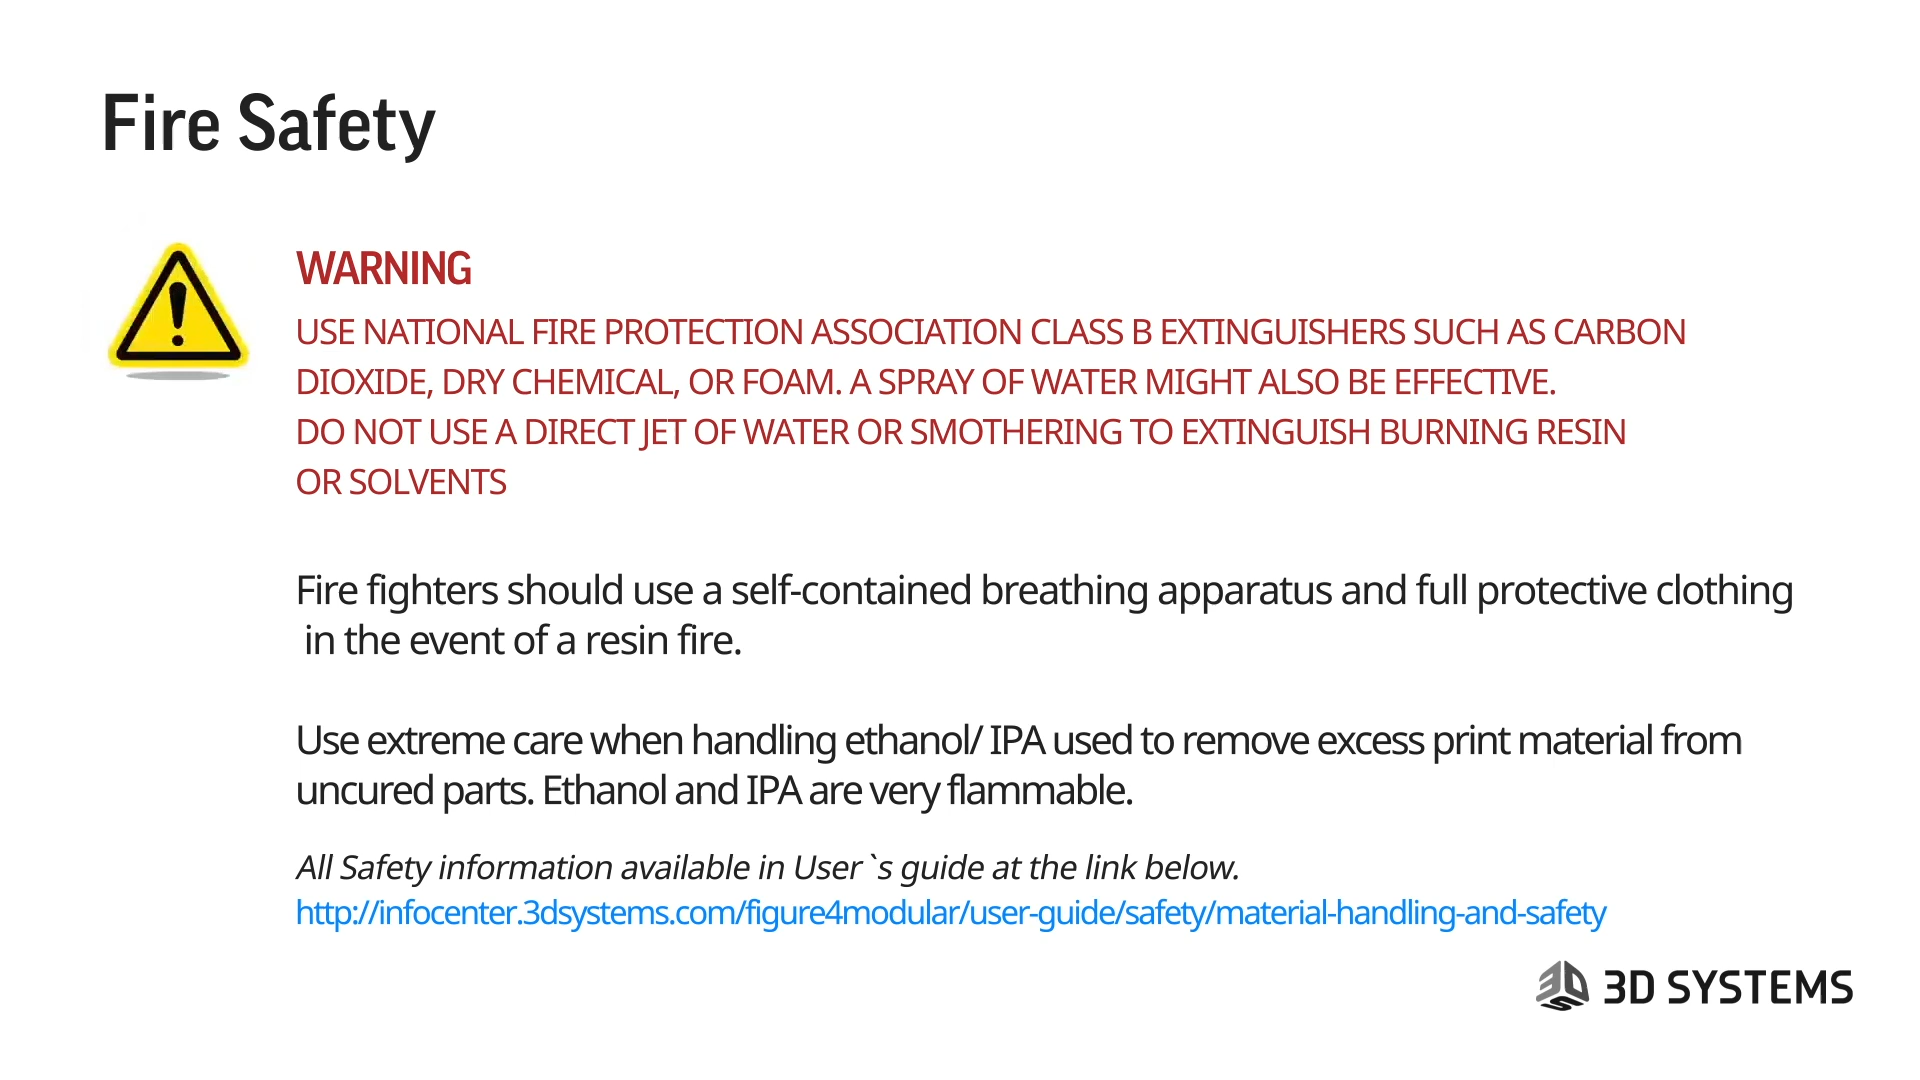 Fire Safety
WARNING
USE NATIONAL FIRE PROTECTION ASSOCIATION CLASS B EXTINGUISHERS SUCH AS CARBON
DIOXIDE, DRY CHEMICAL, OR FOAM. A SPRAY OF WATER MIGHT ALSO BE EFFECTIVE.
DO NOT USE A DIRECT JET OF WATER OR SMOTHERING TO EXTINGUISH BURNING RESIN
OR SOLVENTS
Fire fighters should use a self-contained breathing apparatus and full protective clothing
in the event of a resin fire.
Use extreme care when handling ethanol/ IPA used to remove excess print material from
uncured parts. Ethanol and IPA are very flammable.
All Safety information available in User`s guide at the link below.
http://infocenter.3dsystems.com/figure4modular/user-guide/safety/material-handling-and-safety
3D SYSTEMS